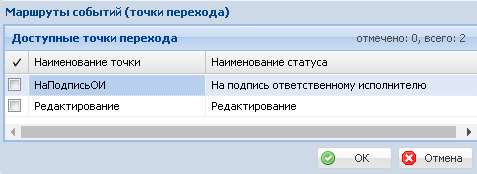 Маршруты событий (точки перехода)
Доступные точки перехода отмечено: 0, всего: 2
Наименование точки Наименование статуса
НаПодписьОИ На подпись ответственному исполнителю
Редактирование Редактирование
ОК Отмена